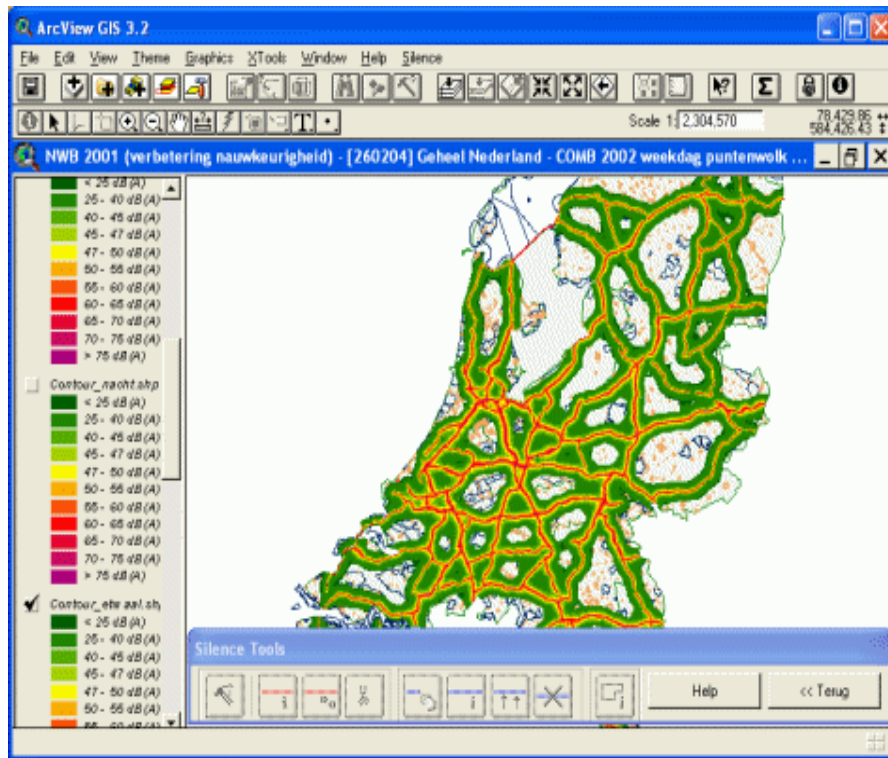 ArcView GIS 3.2
File Edit View Theme Graphics XTools Window Help Silence
Scale 1: 2,304,570
78,429.86
584,426.43
NWB 2001 (verbetering nauwkeurigheid) - [260204] Geheel Nederland - COMB 2002 weekdag puntenwolk ...
< 25 dB(A)
25 - 40 dB(A)
40 - 45 dB(A)
45 - 47 dB(A)
47 - 50 dB(A)
50 - 55 dB(A)
55 - 60 dB(A)
60 - 65 dB(A)
65 - 70 dB(A)
70 - 75 dB(A)
> 75 dB(A)
Contour_nacht.shp
< 25 dB(A)
25 - 40 dB(A)
40 - 45 dB(A)
45 - 47 dB(A)
47 - 50 dB(A)
50 - 55 dB(A)
55 - 60 dB(A)
60 - 65 dB(A)
65 - 70 dB(A)
70 - 75 dB(A)
> 75 dB(A)
Contour_etmaal.sh
< 25 dB(A)
25 - 40 dB(A)
40 - 45 dB(A)
45 - 47 dB(A)
47 - 50 dB(A)
50 - 55 dB(A)
55 - 60 dB(A)
Silence Tools
Help
<< Terug